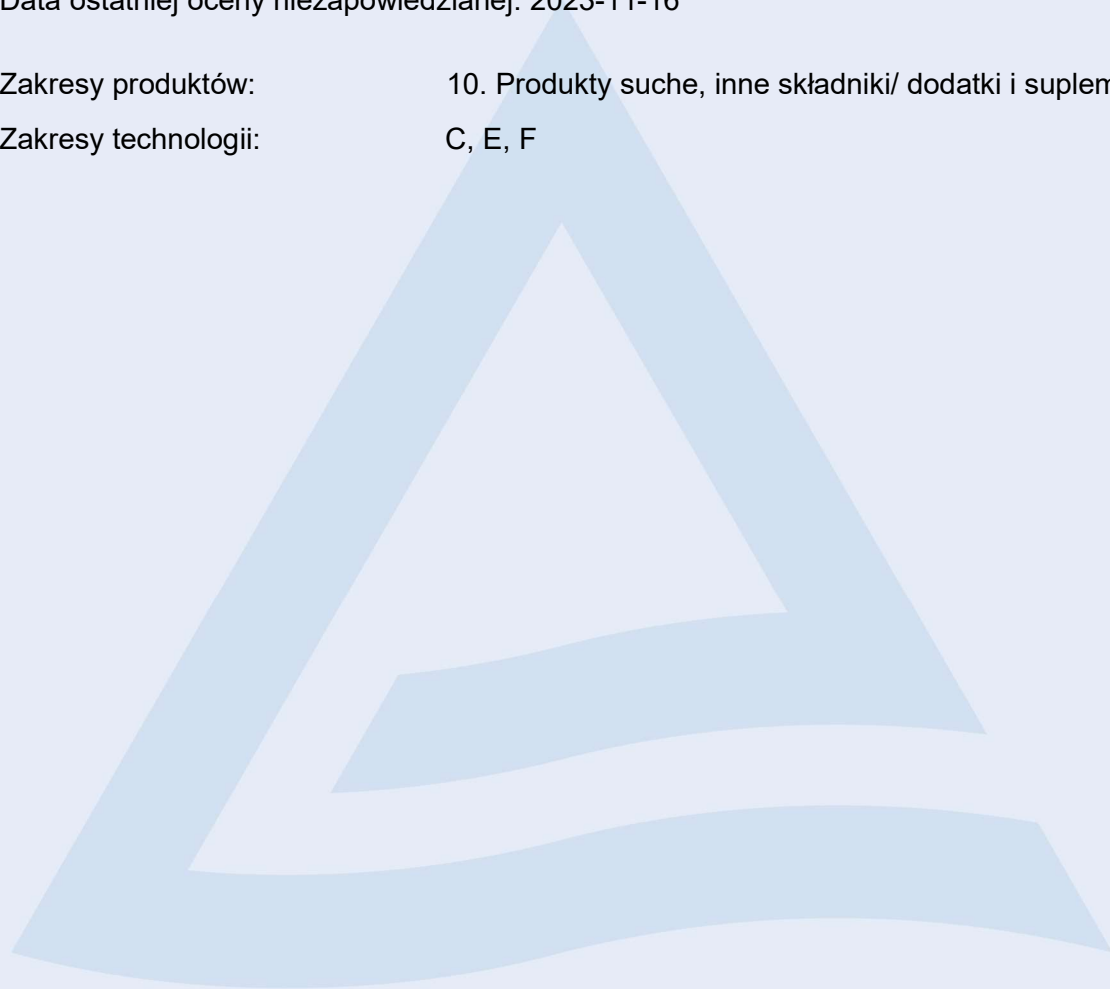 Data ostatniej oceny niezapowiedzianej: 2023-11-16
Zakresy produktów: 10. Produkty suche, inne składniki/ dodatki i suplem
Zakresy technologii: C, E, F